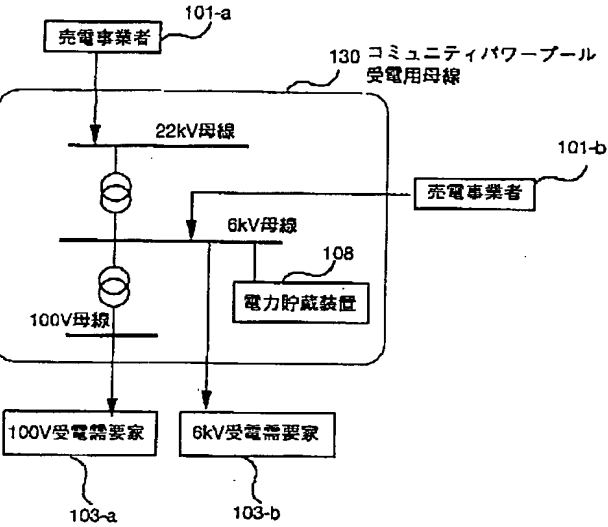 101-a
売電事業者
130 コミュニティパワープール
受電用母線
22kV母線
101-b
売電事業者
6kV母線
108
電力貯蔵装置
100V母線
100V受電需要家
6kV受電需要家
103-a
103-b